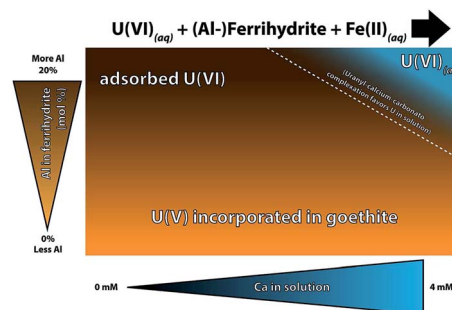 U(VI)(aq) + (Al-)Ferrihydrite + Fe(II)(aq)
More Al
20%
Al in ferrihydrite
(mol %)
0%
Less Al
adsorbed U(VI)
U(VI)
(Uranyl calcium carbonato
complexation favors U
in solution)
U(V) incorporated in goethite
0 mM
Ca in solution
4 mM